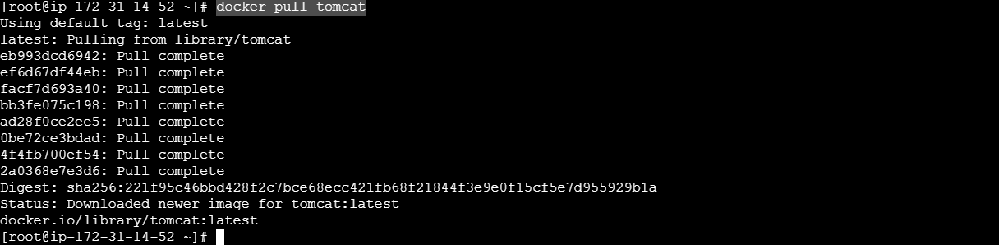 [root@ip-172-31-14-52 ~]# docker pull tomcat
Using default tag: latest
latest: Pulling from library/tomcat
eb993dcd6942: Pull complete
ef6d67df44eb: Pull complete
facf7d693a40: Pull complete
bb3fe075c198: Pull complete
ad28f0ce2ee5: Pull complete
0be72ce3bdad: Pull complete
4f4fb700ef54: Pull complete
2a0368e7e3d6: Pull complete
Digest: sha256:221f95c46bbd428f2c7bce68ecc421fb68f21844f3e9e0f15cf5e7d955929b1a
Status: Downloaded newer image for tomcat:latest
docker.io/library/tomcat:latest
[root@ip-172-31-14-52 ~]#